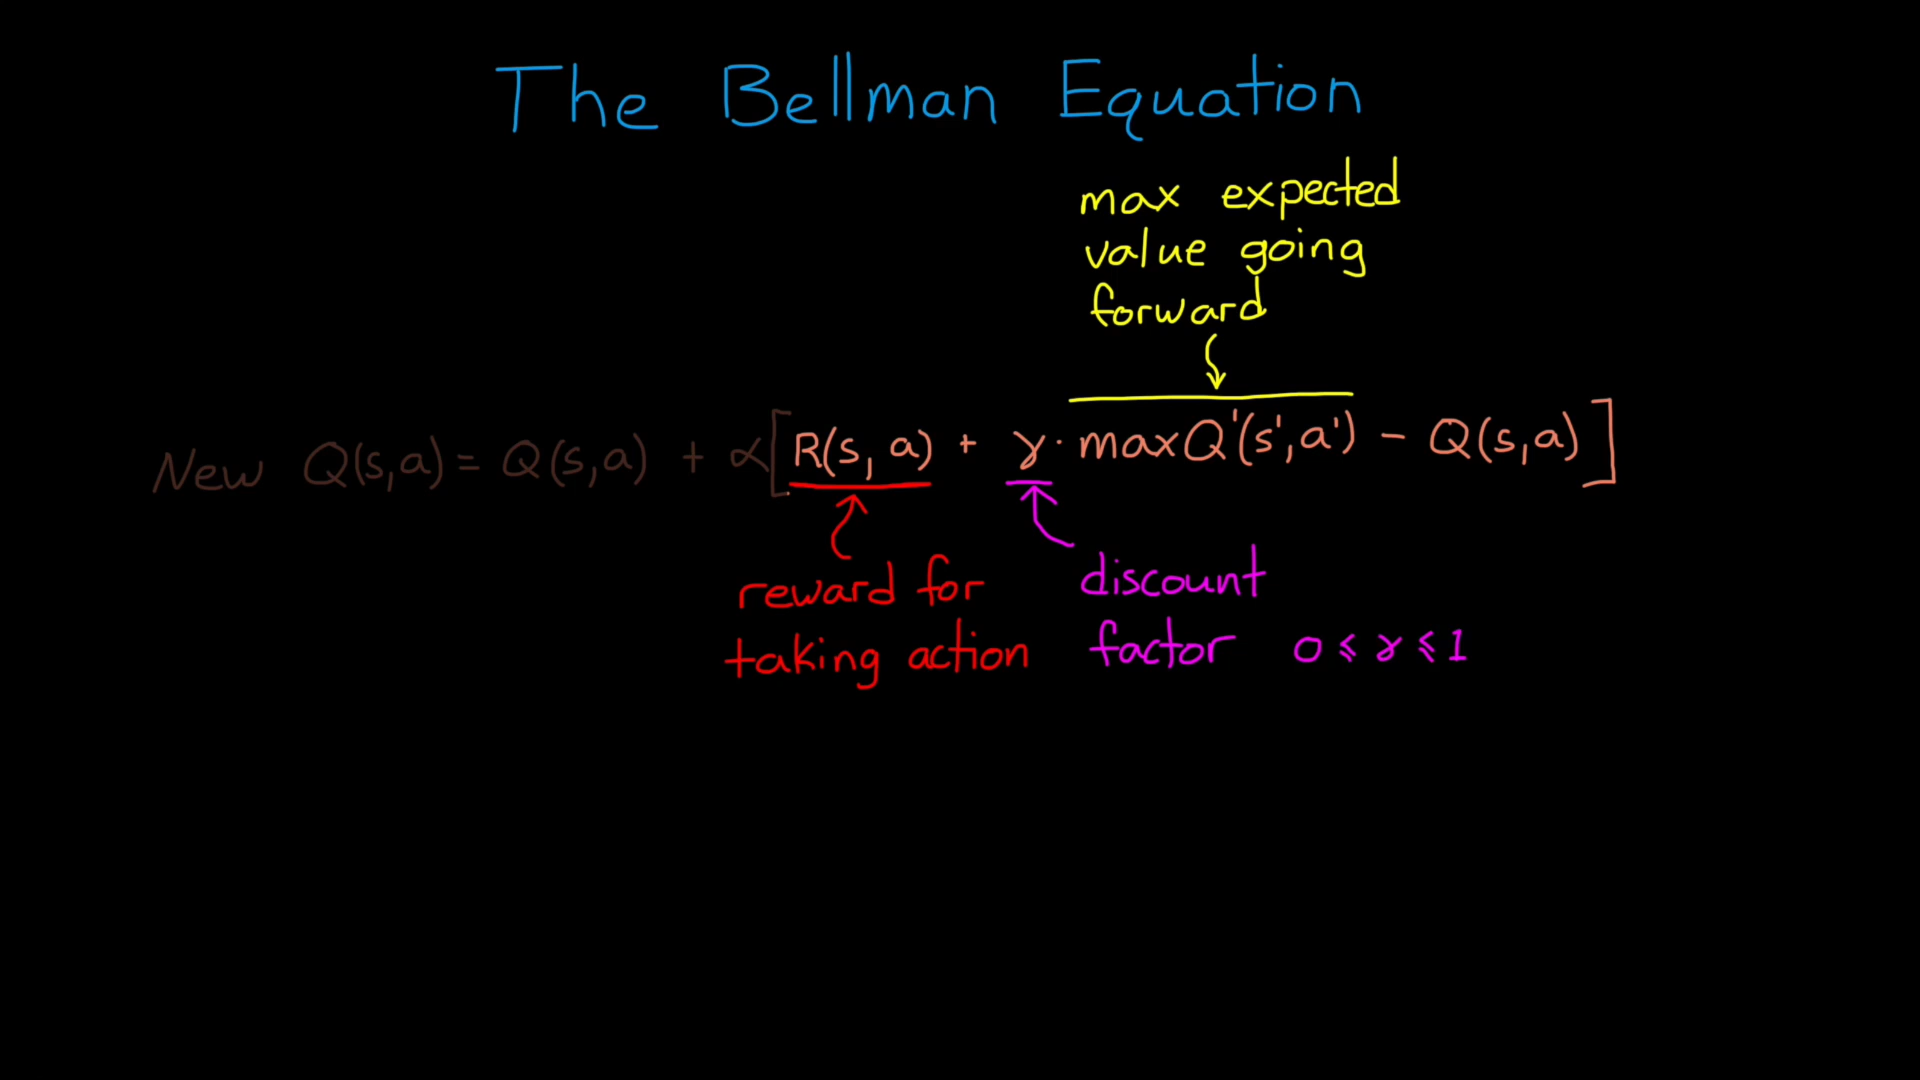 The Bellman Equation
max expected
value going
forward
New Q(s,a) = Q(s,a) + α[R(s, a) + γ · maxQ'(s',a') - Q(s,a)]
reward for
taking action
discount
factor 0 ⩽ γ ⩽ 1